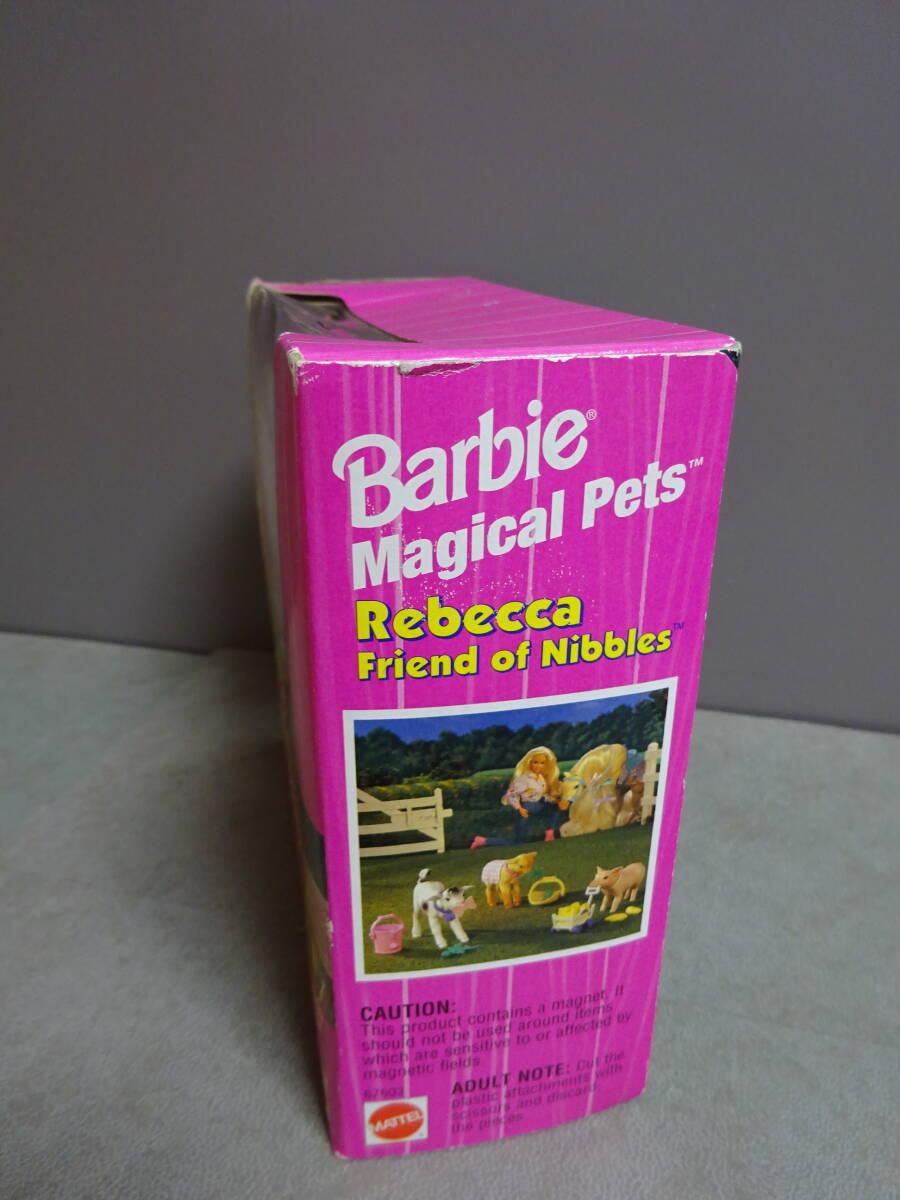 Barbie®
Magical Pets™
Rebecca
Friend of Nibbles™
CAUTION:
This product contains a magnet. It
should not be used around items
which are sensitive to or affected by
magnetic fields.
67603
ADULT NOTE: Cut the
plastic attachments with
scissors and discard
the pieces.
MATTEL